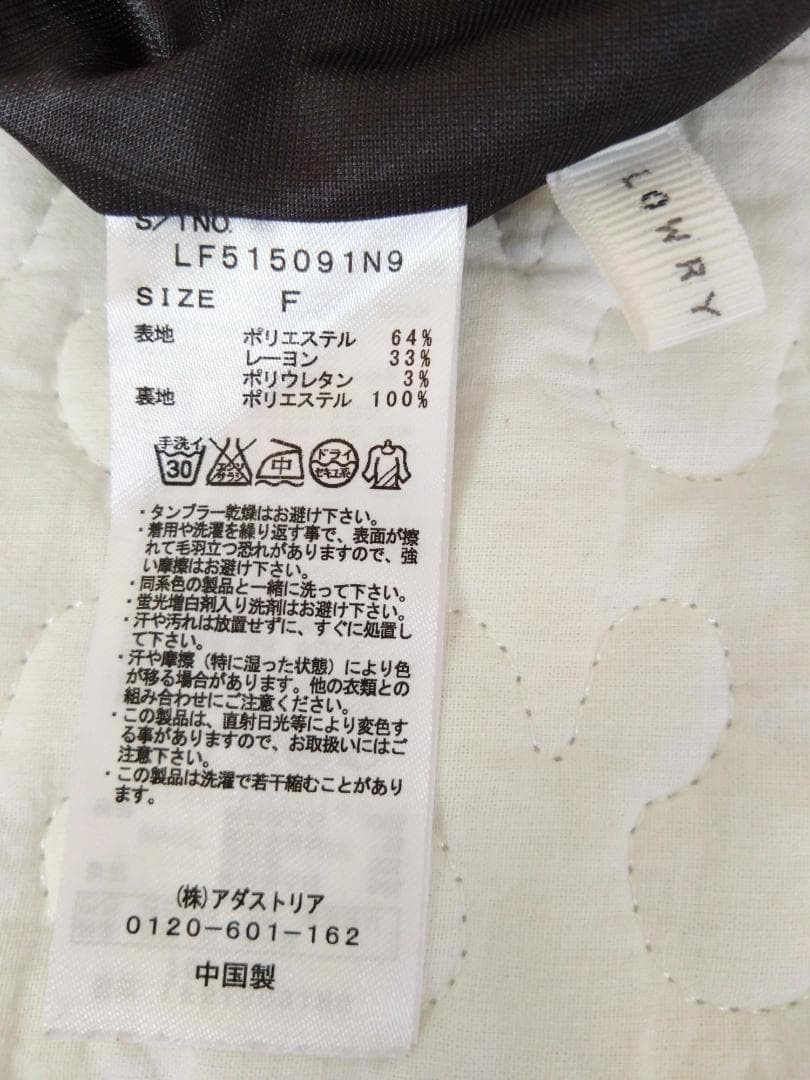 S/TNO.
LF515091N9
SIZE F
表地 ポリエステル 64%
レーヨン 33%
ポリウレタン 3%
裏地 ポリエステル 100%
手洗イ
30
エンソ
サラシ
中
ドライ
セキユ系
・タンブラー乾燥はお避け下さい。
・着用や洗濯を繰り返す事で、表面が擦
れて毛羽立つ恐れがありますので、強
い摩擦はお避け下さい。
・同系色の製品と一緒に洗って下さい。
・蛍光増白剤入り洗剤はお避け下さい。
・汗や汚れは放置せずに、すぐに処置し
て下さい。
・汗や摩擦（特に湿った状態）により色
が移る場合があります。他の衣類との
組み合わせにご注意ください。
・この製品は、直射日光等により変色す
る事がありますので、お取扱いにはご
注意下さい。
・この製品は洗濯で若干縮むことがあり
ます。
(株)アダストリア
0120-601-162
中国製
LOWRY